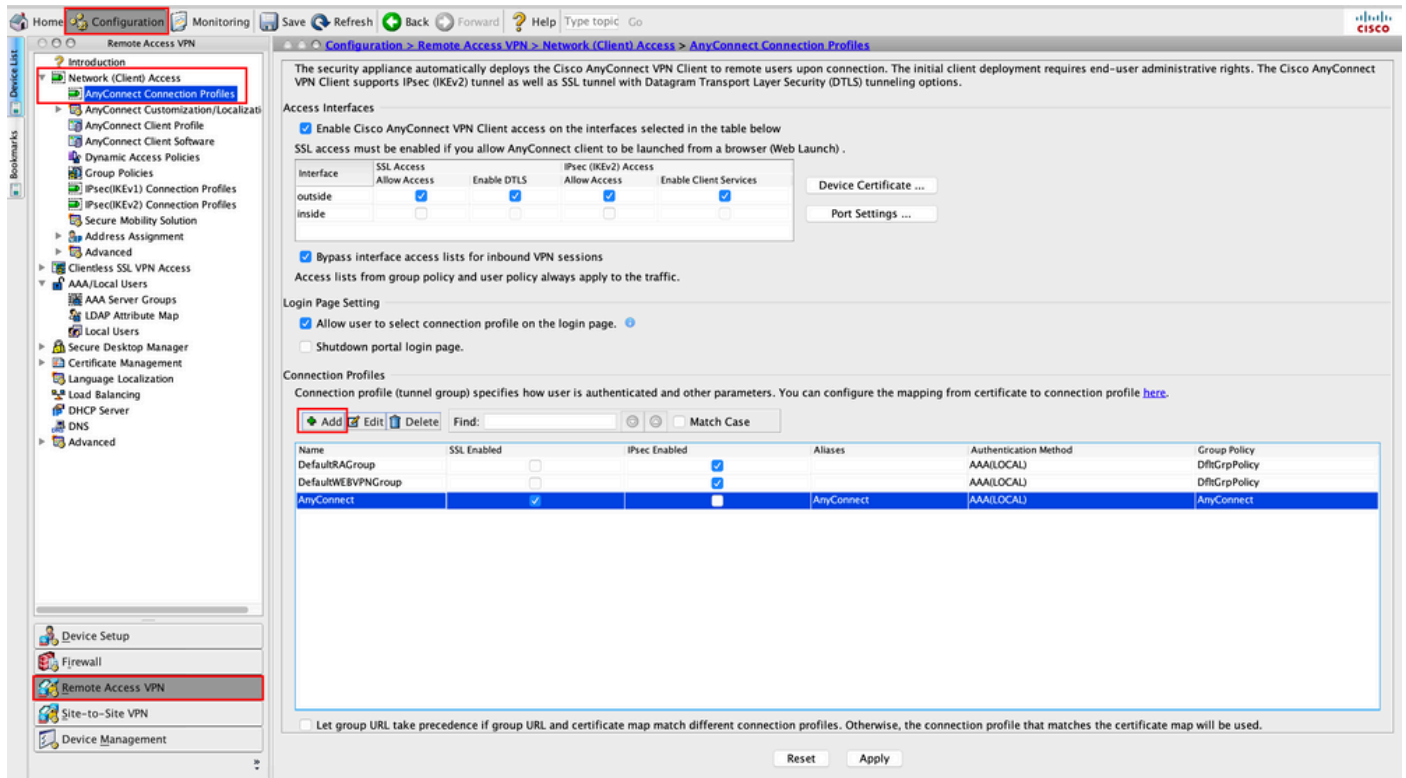 Home Configuration Monitoring Save Refresh Back Forward Help Type topic Go
cisco
Device List
Bookmarks
Remote Access VPN
Introduction
Network (Client) Access
AnyConnect Connection Profiles
AnyConnect Customization/Localizati
AnyConnect Client Profile
AnyConnect Client Software
Dynamic Access Policies
Group Policies
IPsec(IKEv1) Connection Profiles
IPsec(IKEv2) Connection Profiles
Secure Mobility Solution
Address Assignment
Advanced
Clientless SSL VPN Access
AAA/Local Users
AAA Server Groups
LDAP Attribute Map
Local Users
Secure Desktop Manager
Certificate Management
Language Localization
Load Balancing
DHCP Server
DNS
Advanced
Device Setup
Firewall
Remote Access VPN
Site-to-Site VPN
Device Management
Configuration > Remote Access VPN > Network (Client) Access > AnyConnect Connection Profiles
The security appliance automatically deploys the Cisco AnyConnect VPN Client to remote users upon connection. The initial client deployment requires end-user administrative rights. The Cisco AnyConnect
VPN Client supports IPsec (IKEv2) tunnel as well as SSL tunnel with Datagram Transport Layer Security (DTLS) tunneling options.
Access Interfaces
Enable Cisco AnyConnect VPN Client access on the interfaces selected in the table below
SSL access must be enabled if you allow AnyConnect client to be launched from a browser (Web Launch) .
Interface SSL Access IPsec (IKEv2) Access
Allow Access Enable DTLS Allow Access Enable Client Services
outside
inside
Device Certificate ...
Port Settings ...
Bypass interface access lists for inbound VPN sessions
Access lists from group policy and user policy always apply to the traffic.
Login Page Setting
Allow user to select connection profile on the login page.
Shutdown portal login page.
Connection Profiles
Connection profile (tunnel group) specifies how user is authenticated and other parameters. You can configure the mapping from certificate to connection profile here.
Add Edit Delete Find: Match Case
Name SSL Enabled IPsec Enabled Aliases Authentication Method Group Policy
DefaultRAGroup AAA(LOCAL) DfltGrpPolicy
DefaultWEBVPNGroup AAA(LOCAL) DfltGrpPolicy
AnyConnect AnyConnect AAA(LOCAL) AnyConnect
Let group URL take precedence if group URL and certificate map match different connection profiles. Otherwise, the connection profile that matches the certificate map will be used.
Reset Apply